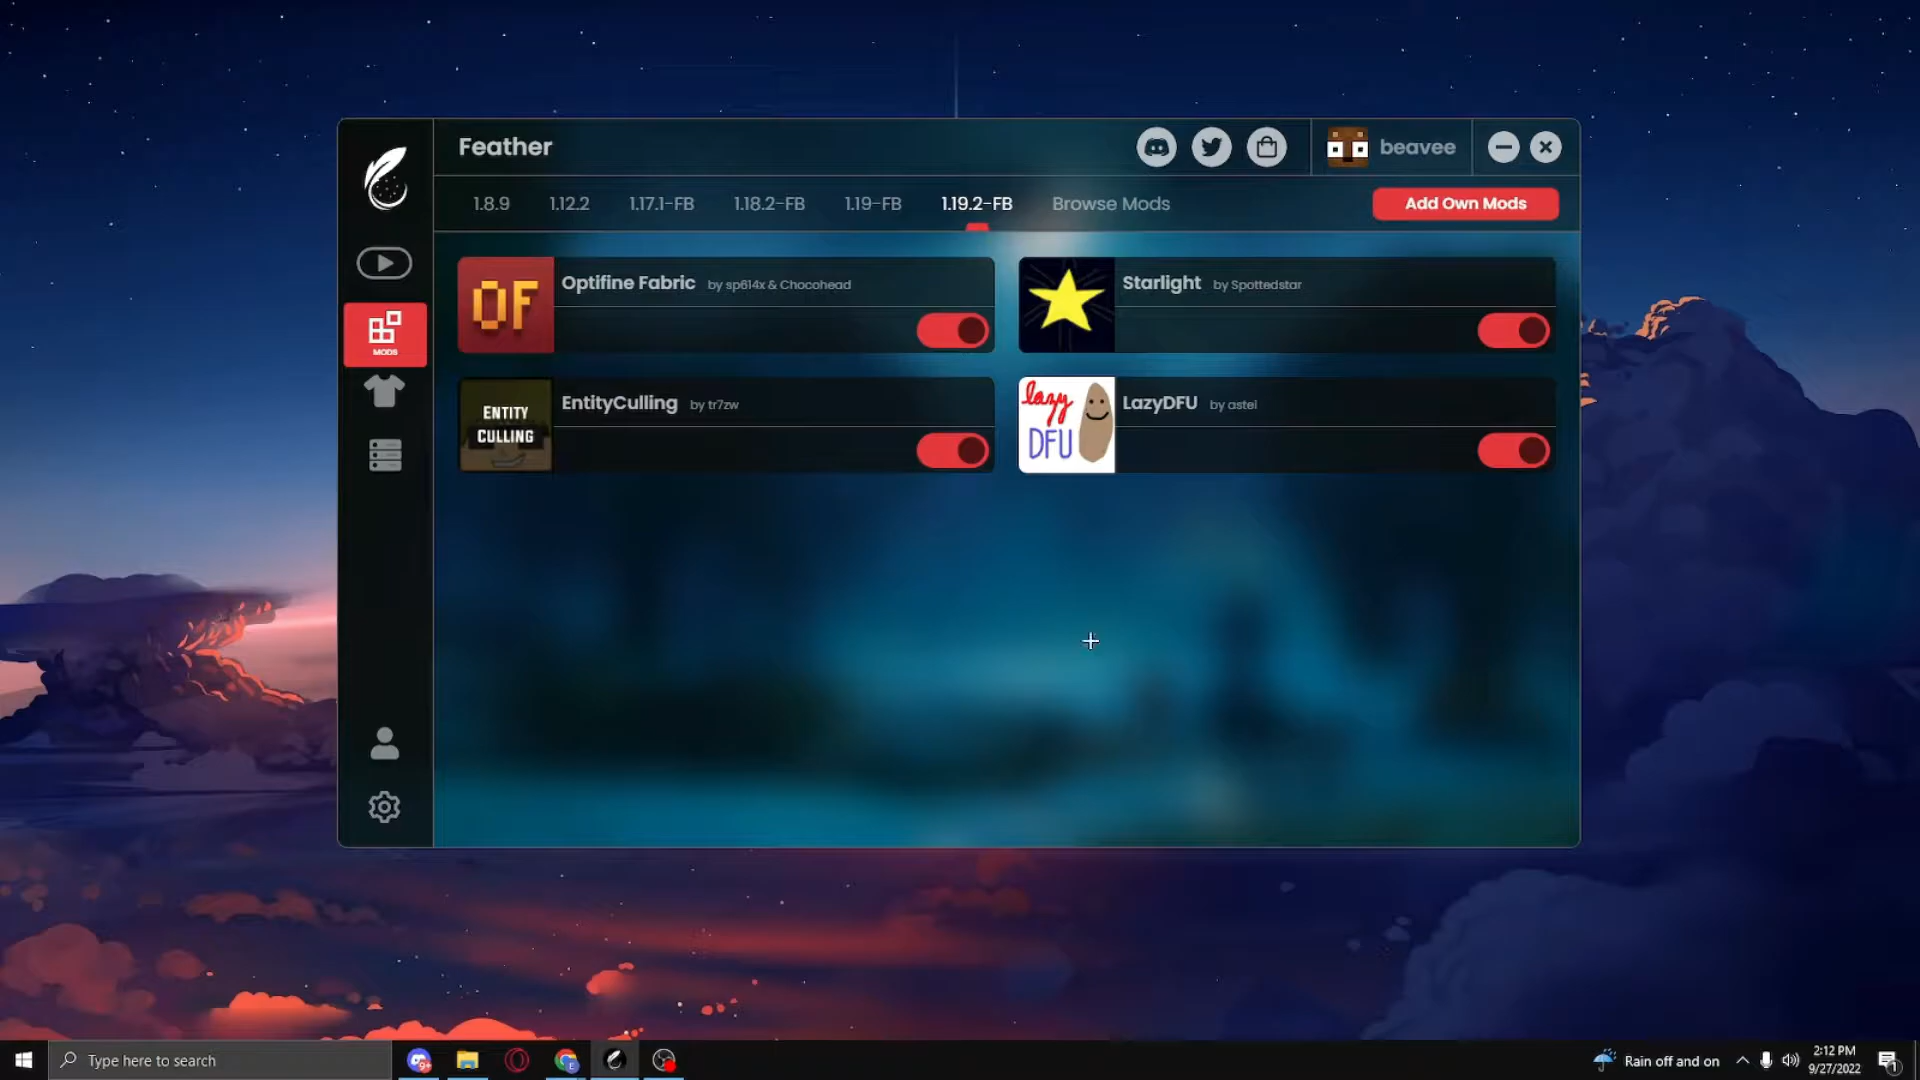 Feather
beavee
1.8.9
1.12.2
1.17.1-FB
1.18.2-FB
1.19-FB
1.19.2-FB
Browse Mods
Add Own Mods
MODS
OF
Optifine Fabric by sp614x & Chocohead
Starlight by Spottedstar
ENTITY
CULLING
EntityCulling by tr7zw
lazy
DFU
LazyDFU by astei
Type here to search
9+
E
Rain off and on
2:12 PM
9/27/2022
1